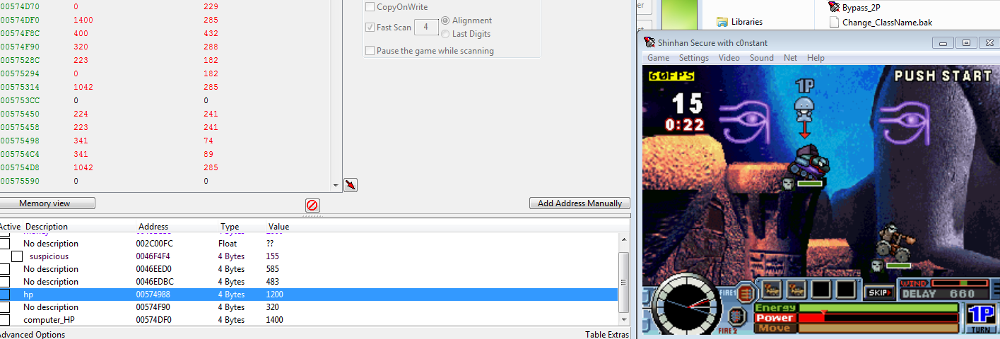 00574D70 0 229
00574DF0 1400 285
00574F8C 400 432
00574F90 320 288
0057528C 223 182
00575294 0 182
00575314 1042 285
005753CC 0 0
00575450 224 241
00575458 223 241
00575498 341 74
005754C4 341 89
005754D8 1042 285
00575590 0 0
CopyOnWrite
Fast Scan 4 Alignment
Last Digits
Pause the game while scanning
Memory view
Add Address Manually
Active Description Address Type Value
No description 002C00FC Float ??
suspicious 0046F4F4 4 Bytes 155
No description 0046EED0 4 Bytes 585
No description 0046EDBC 4 Bytes 483
hp 00574988 4 Bytes 1200
No description 00574F90 4 Bytes 320
computer_HP 00574DF0 4 Bytes 1400
Advanced Options
Table Extras
Libraries
Bypass_2P
Change_ClassName.bak
Shinhan Secure with c0nstant
Game Settings Video Sound Net Help
60FPS
PUSH START
15
0:22
1P
FIRE1
FIRE2
SKIP
WIND
DELAY 660
Energy
Power
Move
1P
TURN